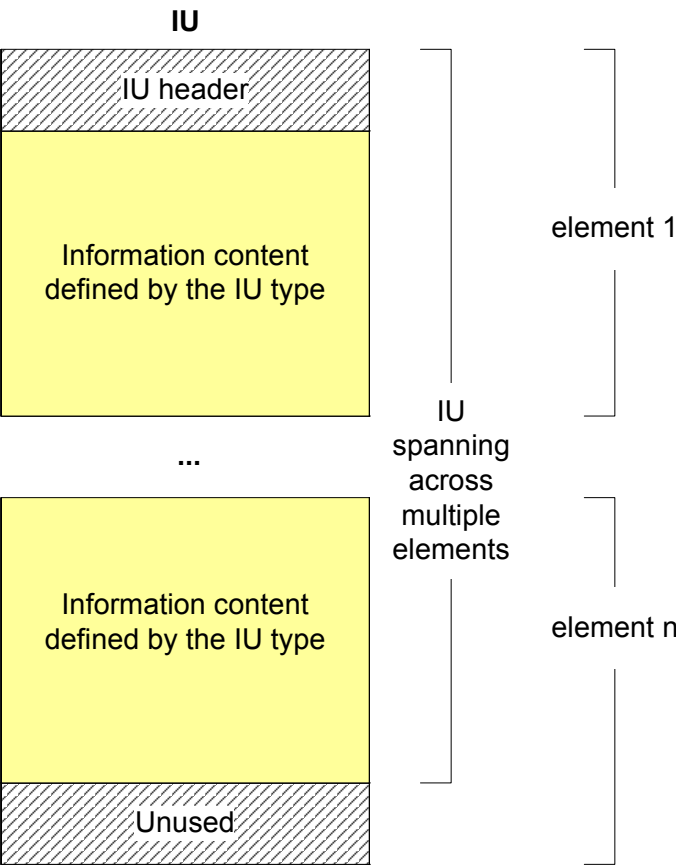 IU
IU header
Information content
defined by the IU type
element 1
IU
spanning
across
multiple
elements
...
Information content
defined by the IU type
element n
Unused